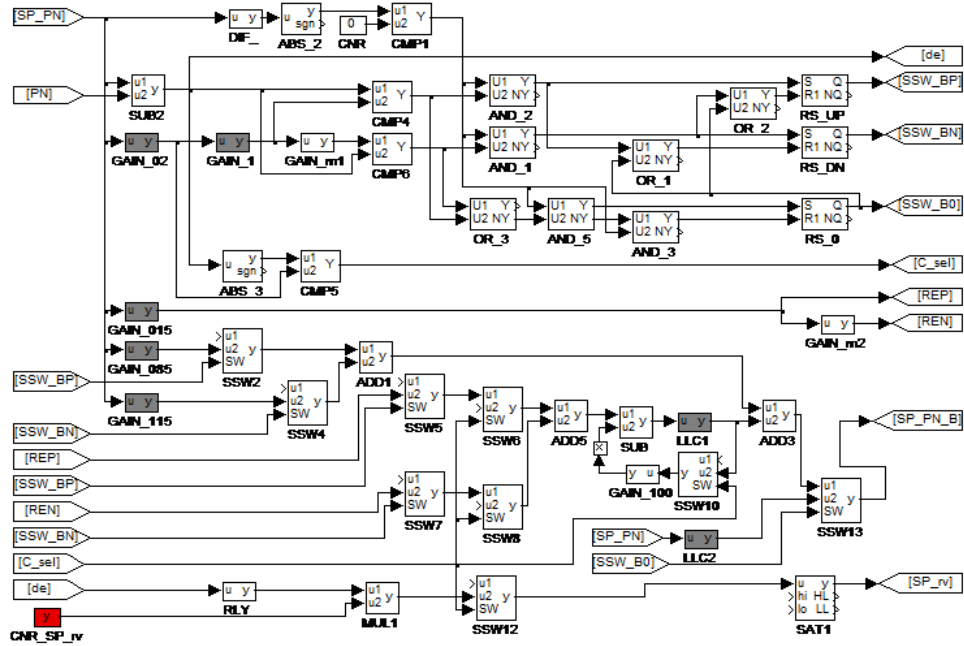 [SP_PN]
u y
DIF_
u y
sgn
ABS_2
0
CNR
u1
u2 Y
CMP1
[de]
[PN]
u1
u2 y
SUB2
u1
u2 Y
CMP4
U1 Y
U2 NY
AND_2
U1 Y
U2 NY
OR_2
S Q
R1 NQ
RS_UP
[SSW_BP]
u y
GAIN_02
u y
GAIN_1
u y
GAIN_m1
u1
u2 Y
CMP6
U1 Y
U2 NY
AND_1
U1 Y
U2 NY
OR_1
S Q
R1 NQ
RS_DN
[SSW_BN]
U1 Y
U2 NY
OR_3
U1 Y
U2 NY
AND_5
U1 Y
U2 NY
AND_3
S Q
R1 NQ
RS_0
[SSW_B0]
u y
sgn
ABS_3
u1
u2 Y
CMP5
[C_sel]
u y
GAIN_015
[REP]
u y
GAIN_m2
[REN]
u y
GAIN_085
u1
u2 y
SW
SSW2
u1
u2 y
ADD1
[SSW_BP]
u y
GAIN_115
u1
u2 y
SW
SSW4
u1
u2 y
SW
SSW5
u1
u2 y
SW
SSW6
u1
u2 y
ADD5
u1
u2 y
SUB
u y
LLC1
u1
u2 y
ADD3
[SP_PN_B]
[SSW_BN]
[REP]
[SSW_BP]
[REN]
[SSW_BN]
u1
u2 y
SW
SSW7
u1
u2 y
SW
SSW8
y u
GAIN_100
u1
y u2
SW
SSW10
u1
u2 y
SW
SSW13
[SP_PN]
u y
LLC2
[C_sel]
[SSW_B0]
[de]
u y
RLY
u1
u2 y
MUL1
u1
u2 y
SW
SSW12
u y
hi HL
lo LL
SAT1
[SP_rv]
y
CNR_SP_rv